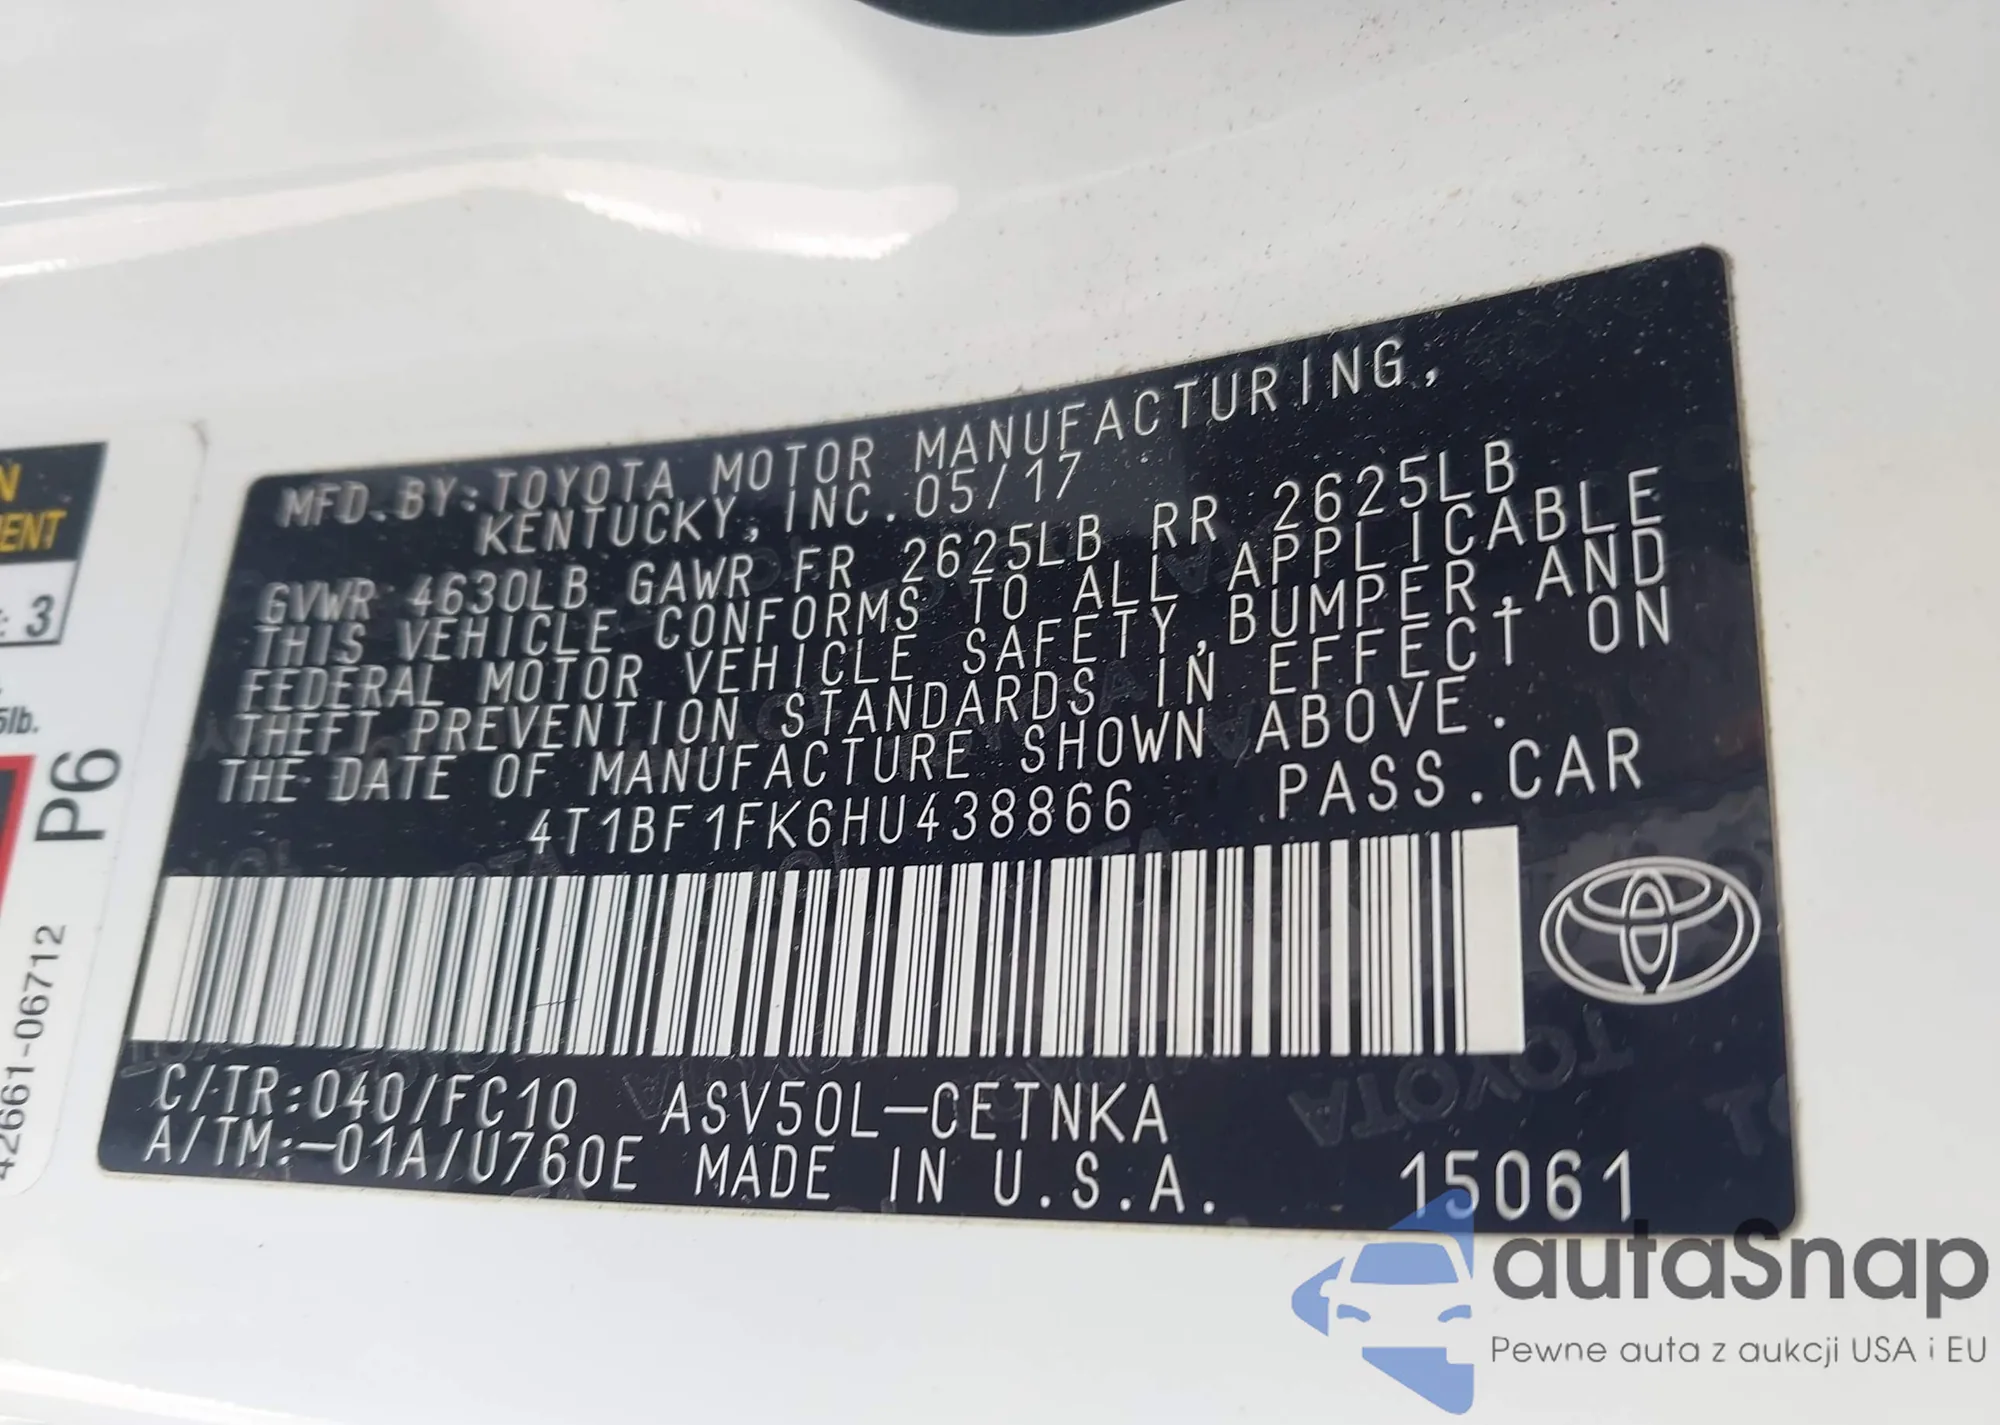 MFD.BY:TOYOTA MOTOR MANUFACTURING,
KENTUCKY, INC.05/17
GVWR 4630LB GAWR FR 2625LB RR 2625LB
THIS VEHICLE CONFORMS TO ALL APPLICABLE
FEDERAL MOTOR VEHICLE SAFETY,BUMPER,AND
THEFT PREVENTION STANDARDS IN EFFECT ON
THE DATE OF MANUFACTURE SHOWN ABOVE.
4T1BF1FK6HU438866 PASS.CAR
C/TR:040/FC10 ASV50L-CETNKA
A/TM:-01A/U760E MADE IN U.S.A. 15061
: 3
5lb.
P6
42661-06712
autaSnap
Pewne auta z aukcji USA i EU